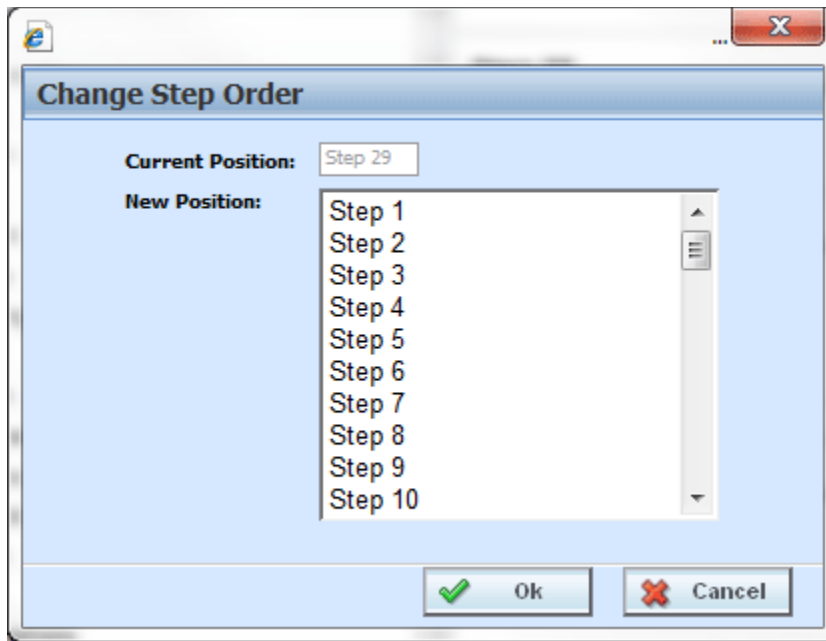 ...
Change Step Order
Current Position: Step 29
New Position:
Step 1
Step 2
Step 3
Step 4
Step 5
Step 6
Step 7
Step 8
Step 9
Step 10
Ok Cancel